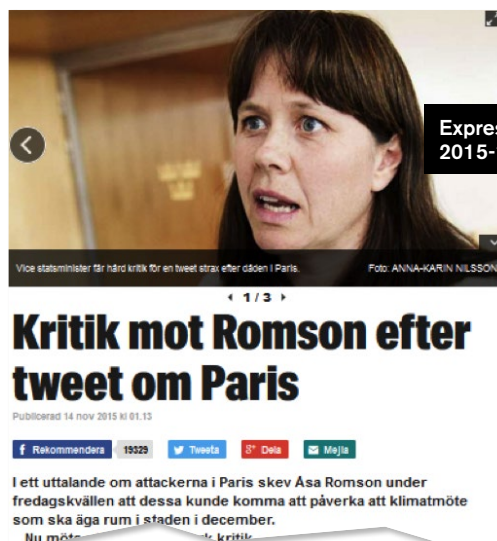 Expres
2015-
Vice statsminister får hård kritik för en tweet strax efter dåden i Paris.
Foto: ANNA-KARIN NILSSON
1 / 3
Kritik mot Romson efter
tweet om Paris
Publicerad 14 nov 2015 kl 01.13
f Rekommendera 19329 Tweeta g+ Dela Mejla
I ett uttalande om attackerna i Paris skev Åsa Romson under
fredagskvällen att dessa kunde komma att påverka att klimatmöte
som ska äga rum i staden i december.
Nu kritik